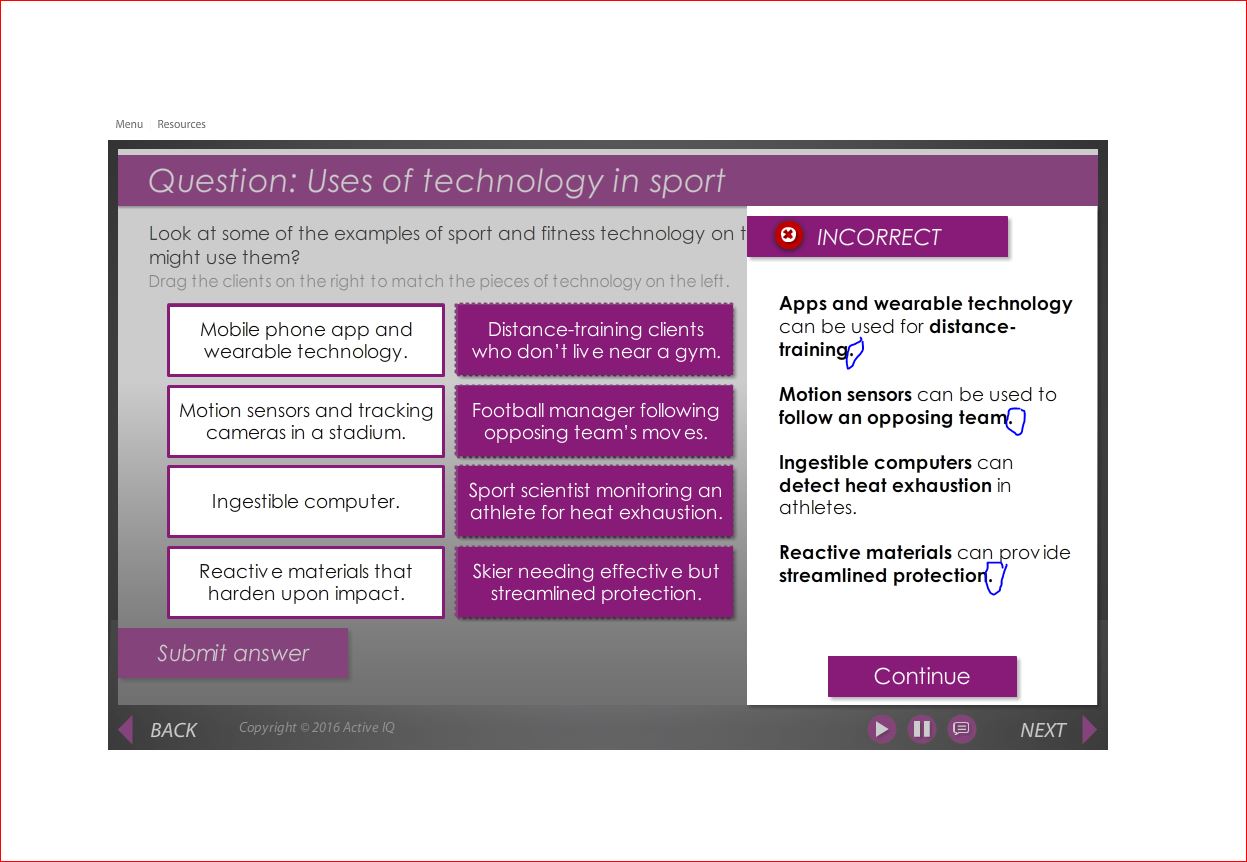 Menu Resources
Question: Uses of technology in sport
Look at some of the examples of sport and fitness technology on t
might use them?
Drag the clients on the right to match the pieces of technology on the left.
Mobile phone app and
wearable technology.
Distance-training clients
who don't live near a gym.
Motion sensors and tracking
cameras in a stadium.
Football manager following
opposing team's moves.
Ingestible computer.
Sport scientist monitoring an
athlete for heat exhaustion.
Reactive materials that
harden upon impact.
Skier needing effective but
streamlined protection.
Submit answer
INCORRECT
Apps and wearable technology
can be used for distance-
training.
Motion sensors can be used to
follow an opposing team.
Ingestible computers can
detect heat exhaustion in
athletes.
Reactive materials can provide
streamlined protection.
Continue
BACK
Copyright © 2016 Active IQ
NEXT